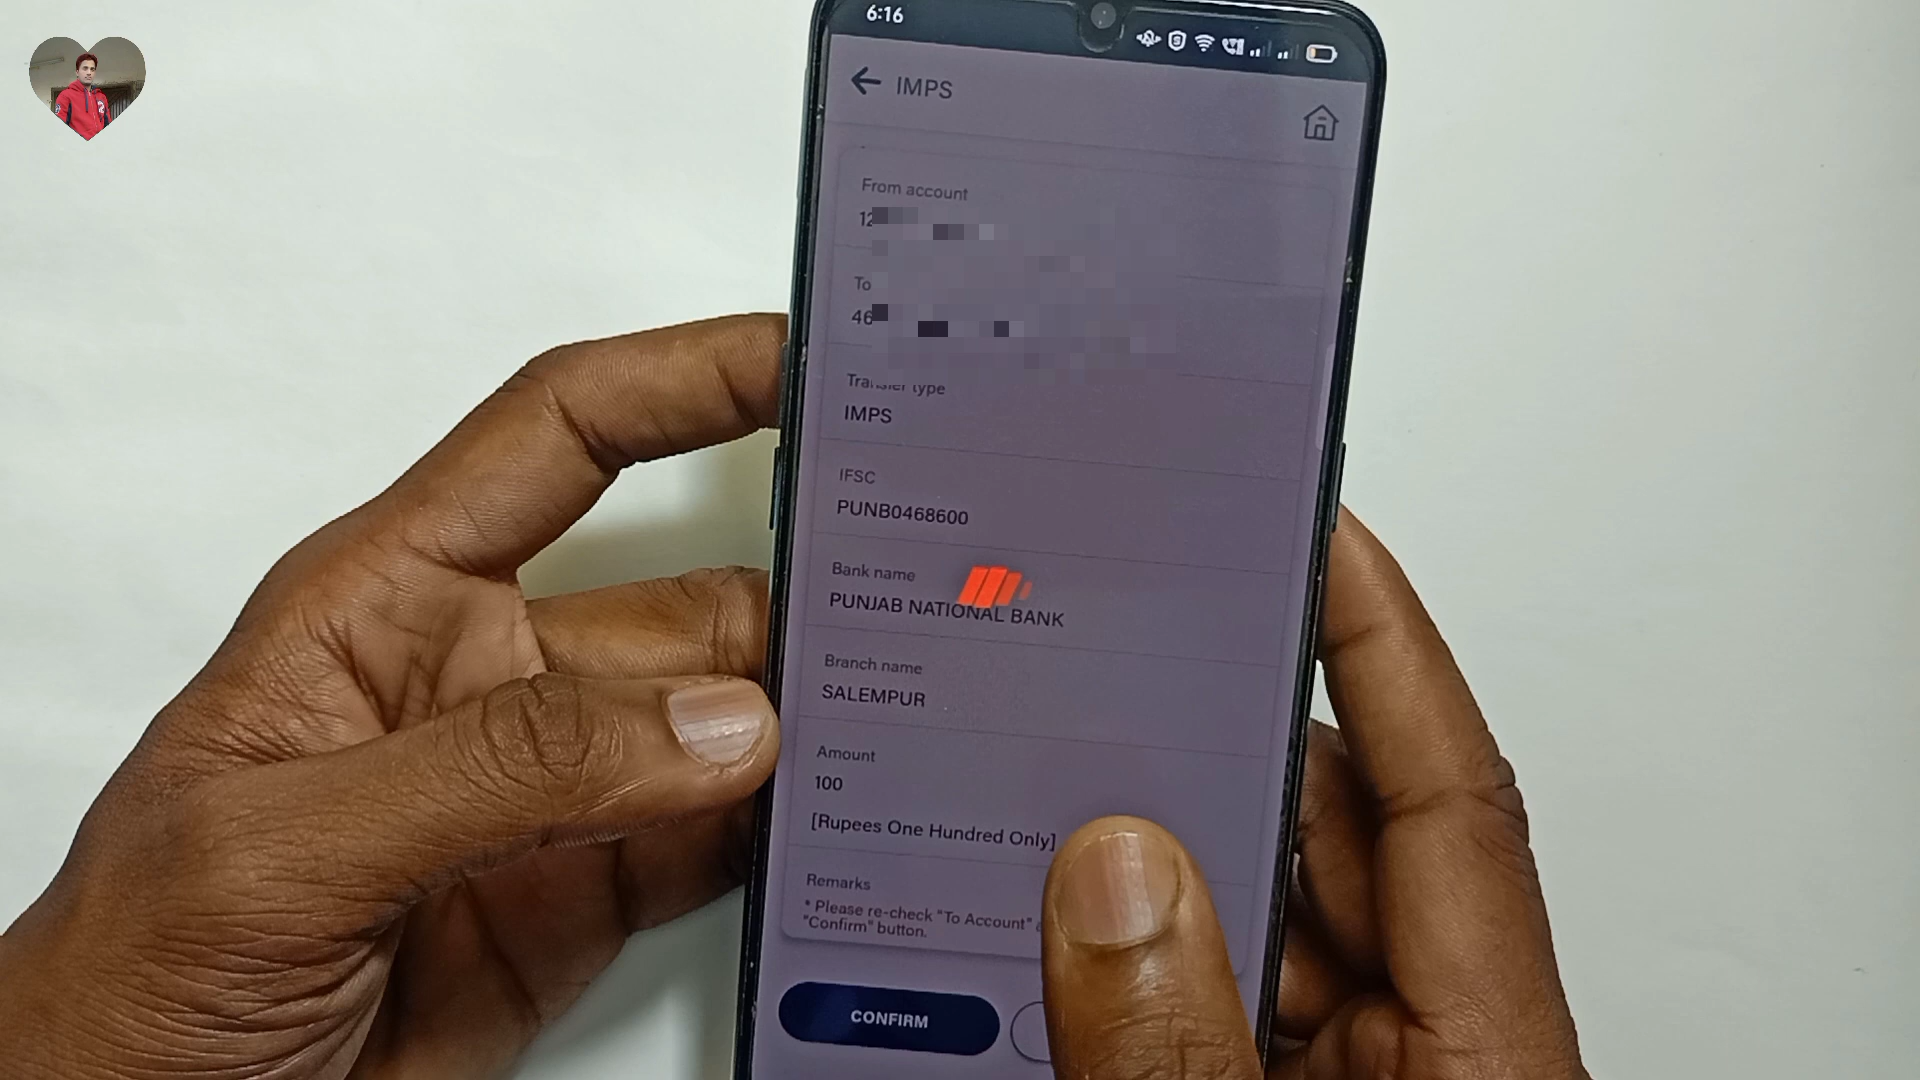 6:16
IMPS
From account
12
To
46
Transfer type
IMPS
IFSC
PUNB0468600
Bank name
PUNJAB NATIONAL BANK
Branch name
SALEMPUR
Amount
100
[Rupees One Hundred Only]
Remarks
* Please re-check "To Account"
"Confirm" button.
CONFIRM